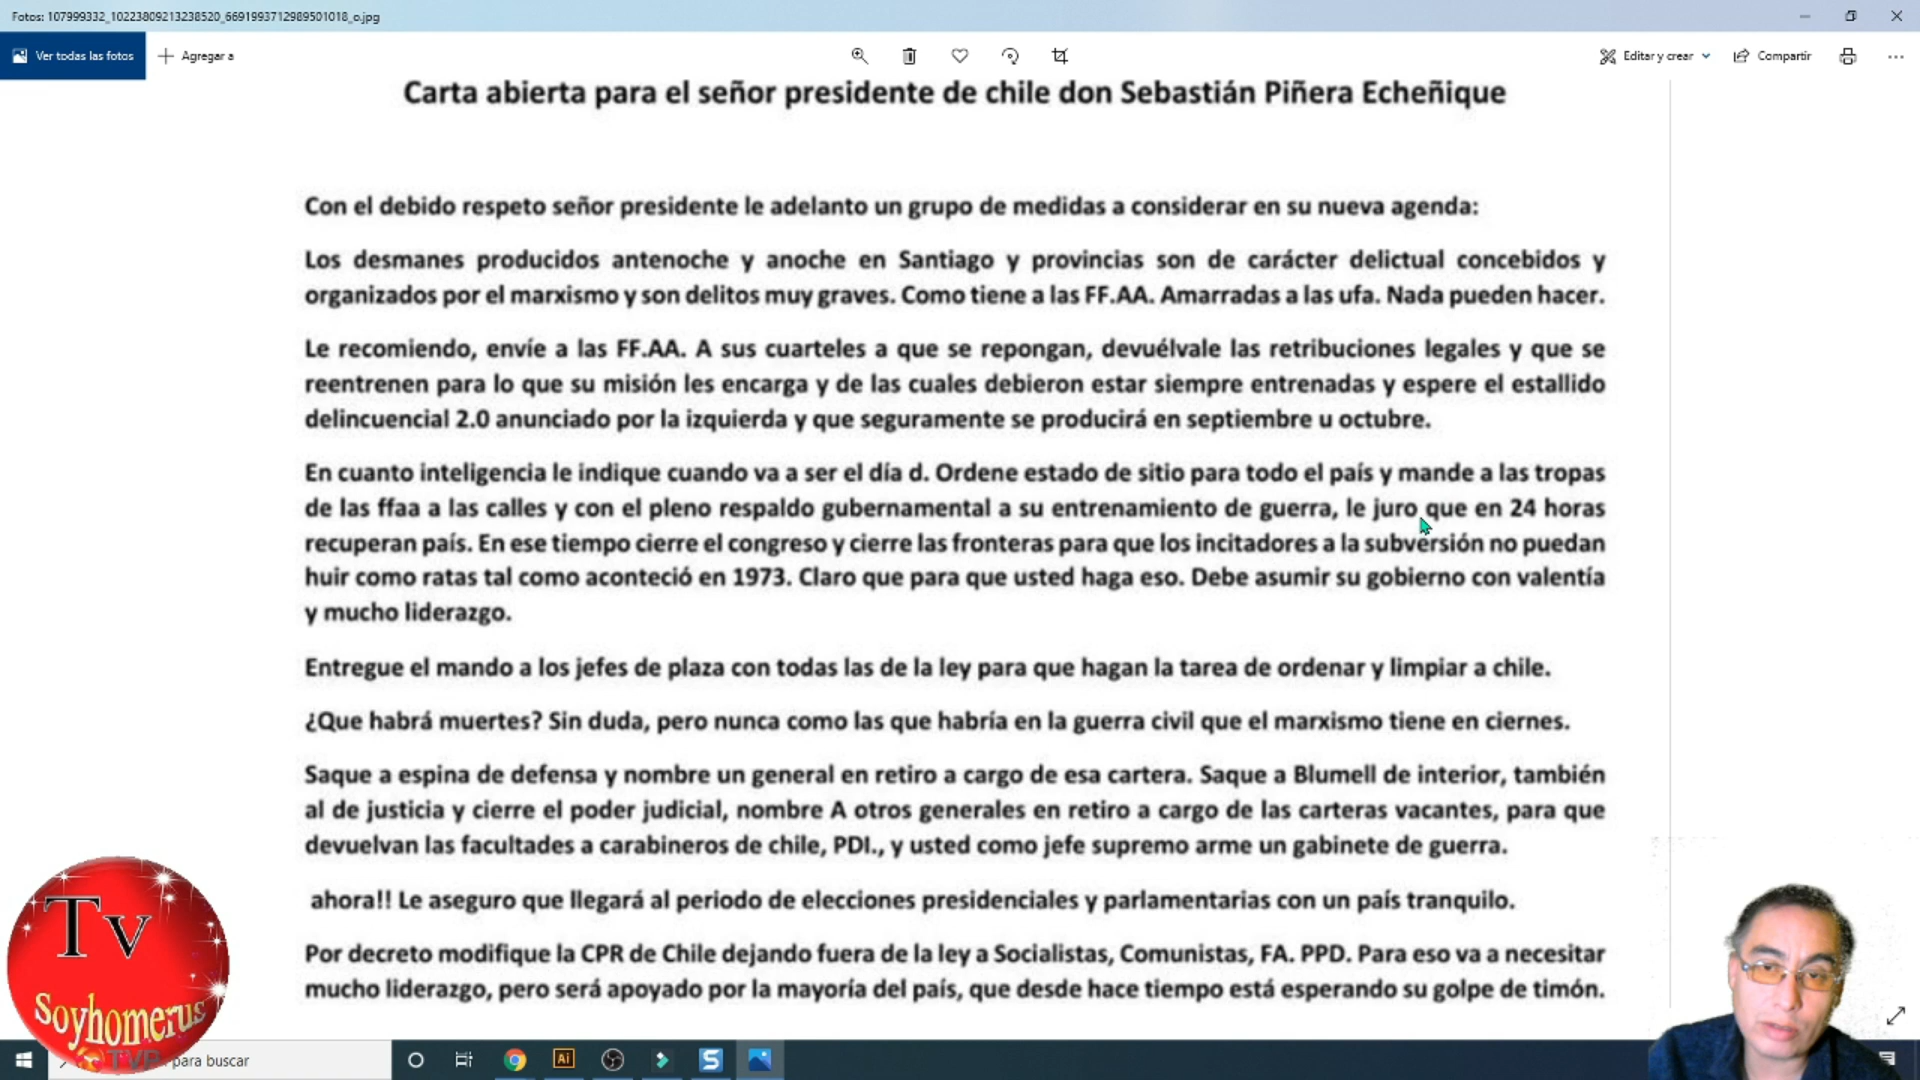 Fotos: 107999332_10223809213238520_6691993712989501018_o.jpg
Ver todas las fotos
Agregar a
Editar y crear
Compartir
Carta abierta para el señor presidente de chile don Sebastián Piñera Echeñique
Con el debido respeto señor presidente le adelanto un grupo de medidas a considerar en su nueva agenda:
Los desmanes producidos antenoche y anoche en Santiago y provincias son de carácter delictual concebidos y
organizados por el marxismo y son delitos muy graves. Como tiene a las FF.AA. Amarradas a las ufa. Nada pueden hacer.
Le recomiendo, envíe a las FF.AA. A sus cuarteles a que se repongan, devuélvale las retribuciones legales y que se
reentrenen para lo que su misión les encarga y de las cuales debieron estar siempre entrenadas y espere el estallido
delincuencial 2.0 anunciado por la izquierda y que seguramente se producirá en septiembre u octubre.
En cuanto inteligencia le indique cuando va a ser el día d. Ordene estado de sitio para todo el país y mande a las tropas
de las ffaa a las calles y con el pleno respaldo gubernamental a su entrenamiento de guerra, le juro que en 24 horas
recuperan país. En ese tiempo cierre el congreso y cierre las fronteras para que los incitadores a la subversión no puedan
huir como ratas tal como aconteció en 1973. Claro que para que usted haga eso. Debe asumir su gobierno con valentía
y mucho liderazgo.
Entregue el mando a los jefes de plaza con todas las de la ley para que hagan la tarea de ordenar y limpiar a chile.
¿Que habrá muertes? Sin duda, pero nunca como las que habría en la guerra civil que el marxismo tiene en ciernes.
Saque a espina de defensa y nombre un general en retiro a cargo de esa cartera. Saque a Blumell de interior, también
al de justicia y cierre el poder judicial, nombre A otros generales en retiro a cargo de las carteras vacantes, para que
devuelvan las facultades a carabineros de chile, PDI., y usted como jefe supremo arme un gabinete de guerra.
ahora!! Le aseguro que llegará al periodo de elecciones presidenciales y parlamentarias con un país tranquilo.
Por decreto modifique la CPR de Chile dejando fuera de la ley a Socialistas, Comunistas, FA. PPD. Para eso va a necesitar
mucho liderazgo, pero será apoyado por la mayoría del país, que desde hace tiempo está esperando su golpe de timón.
Tv
Soyhomerus
para buscar
Ai
S